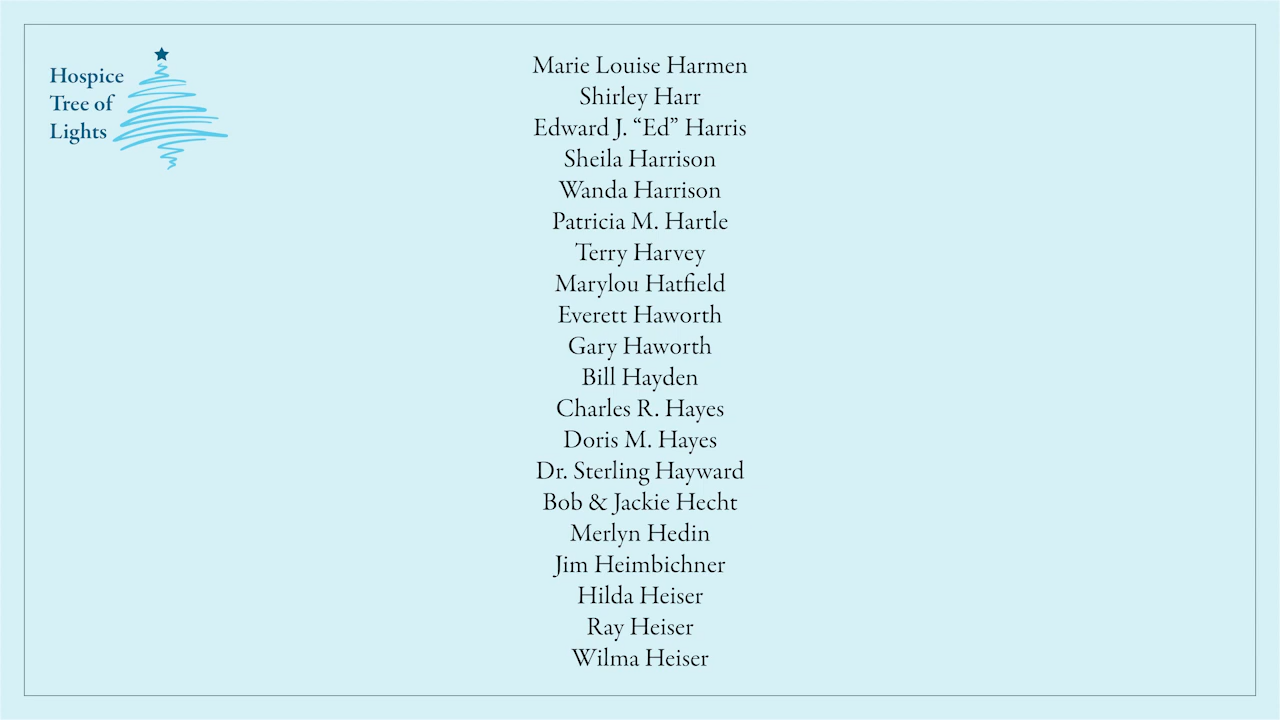 Hospice
Tree of
Lights
Marie Louise Harmen
Shirley Harr
Edward J. “Ed” Harris
Sheila Harrison
Wanda Harrison
Patricia M. Hartle
Terry Harvey
Marylou Hatfield
Everett Haworth
Gary Haworth
Bill Hayden
Charles R. Hayes
Doris M. Hayes
Dr. Sterling Hayward
Bob & Jackie Hecht
Merlyn Hedin
Jim Heimbichner
Hilda Heiser
Ray Heiser
Wilma Heiser